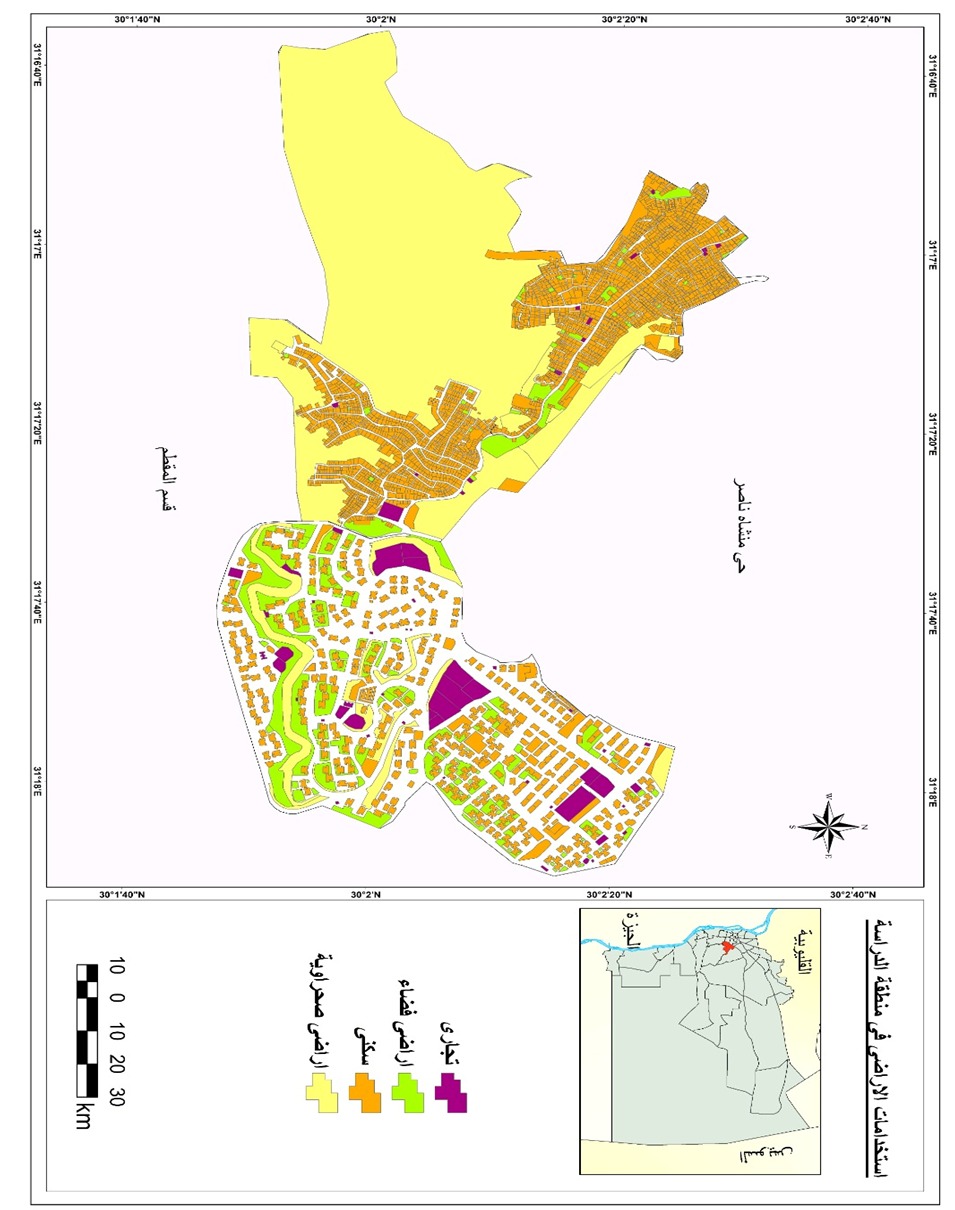 31°16'40"E 31°17'E 31°17'20"E 31°17'40"E 31°18'E
استخدامات الاراضى فى منطقة الدراسة
30°2'40"N 30°2'40"N
N
W E
S
القليوبية
السويس
الجيزة
حى منشاه ناصر
30°2'20"N 30°2'20"N
تجارى
اراضى فضاء
سكنى
اراضى صحراوية
30°2'N 30°2'N
قسم المقطم
30°1'40"N 30°1'40"N
10 0 10 20 30
km
31°16'40"E 31°17'E 31°17'20"E 31°17'40"E 31°18'E